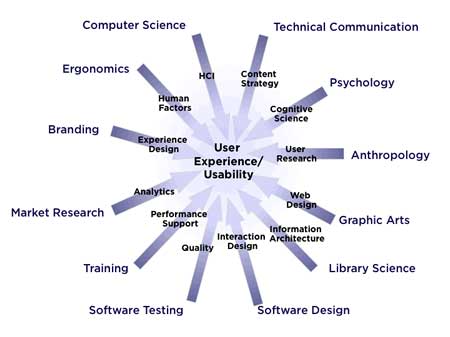 Computer Science
Technical Communication
Ergonomics
HCI
Content
Strategy
Psychology
Human
Factors
Cognitive
Science
Branding
Experience
Design
User
Experience/
Usability
User
Research
Anthropology
Analytics
Web
Design
Market Research
Performance
Support
Graphic Arts
Information
Architecture
Quality
Interaction
Design
Training
Library Science
Software Testing
Software Design